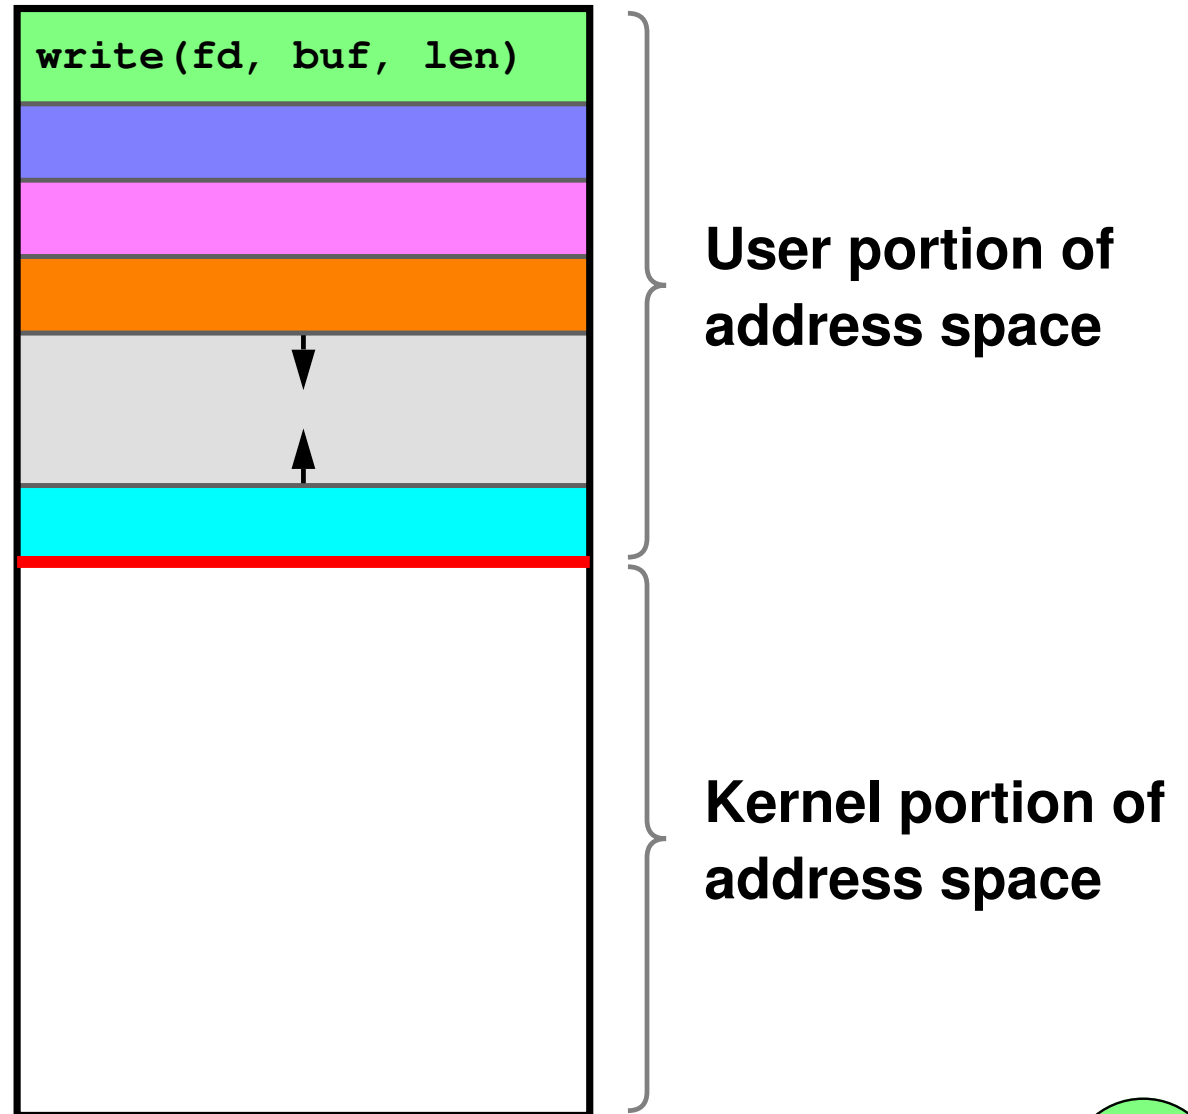 write(fd, buf, len)
User portion of
address space
Kernel portion of
address space